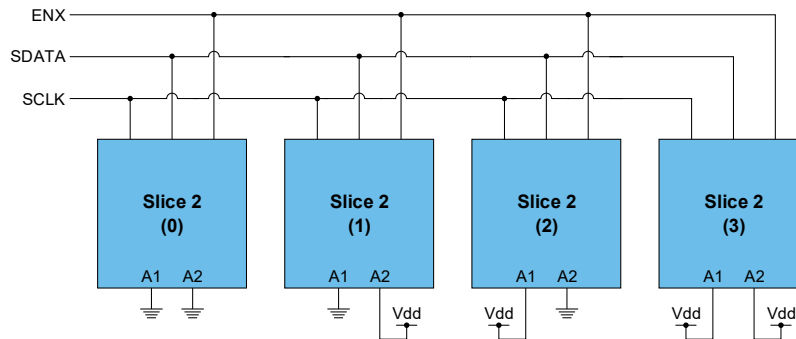 ENX
SDATA
SCLK
Slice 2 Slice 2 Slice 2 Slice 2
(0) (1) (2) (3)
A1 A2 A1 A2 A1 A2 A1 A2
Vdd Vdd Vdd Vdd